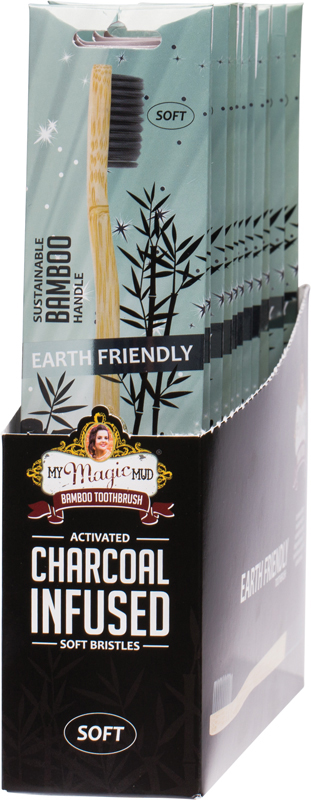 SOFT
SUSTAINABLE
BAMBOO
HANDLE
EARTH FRIENDLY
MY Magic MUD
BAMBOO TOOTHBRUSH
ACTIVATED
CHARCOAL
INFUSED
SOFT BRISTLES
SOFT
EARTH FRIENDLY